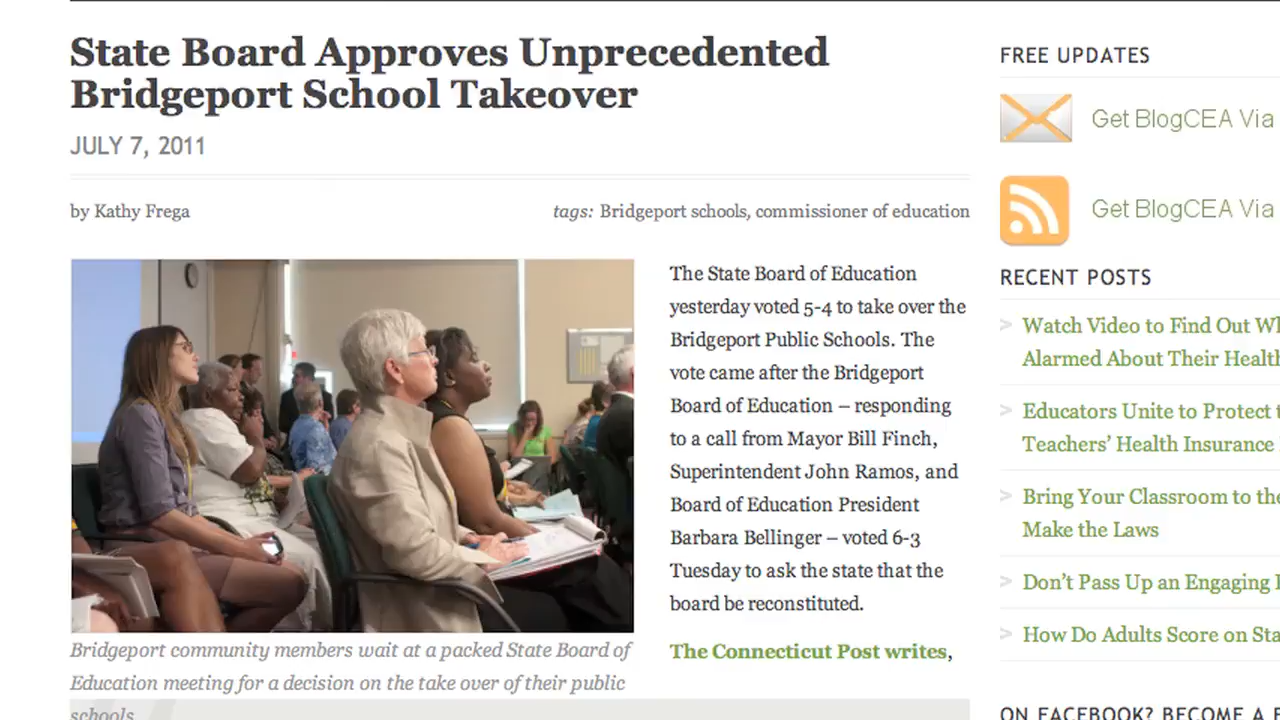 State Board Approves Unprecedented
Bridgeport School Takeover
JULY 7, 2011
by Kathy Frega
tags: Bridgeport schools, commissioner of education
The State Board of Education
yesterday voted 5-4 to take over the
Bridgeport Public Schools. The
vote came after the Bridgeport
Board of Education – responding
to a call from Mayor Bill Finch,
Superintendent John Ramos, and
Board of Education President
Barbara Bellinger – voted 6-3
Tuesday to ask the state that the
board be reconstituted.
The Connecticut Post writes,
Bridgeport community members wait at a packed State Board of
Education meeting for a decision on the take over of their public
schools.
FREE UPDATES
Get BlogCEA Via
Get BlogCEA Via
RECENT POSTS
> Watch Video to Find Out
Alarmed About Their Health
> Educators Unite to Protect
Teachers’ Health Insurance
> Bring Your Classroom to the
Make the Laws
> Don’t Pass Up an Engaging
> How Do Adults Score on
ON FACEBOOK? BECOME A